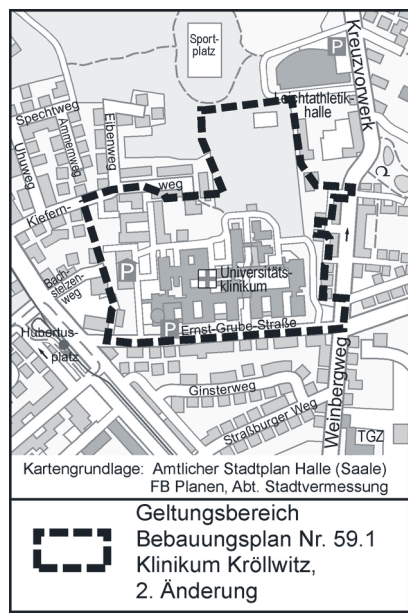 Sport-
platz
P
Kreuzvorwerk
Leichtathletik-
halle
Spechtweg
Ammernweg
Elbenweg
Uhuweg
Kiefern-
weg
Bach-
stelzen-
weg
P
Universitäts-
klinikum
Hubertus-
platz
P
Ernst-Grube-Straße
Weinbergweg
Ginsterweg
Straßburger Weg
TGZ
Kartengrundlage: Amtlicher Stadtplan Halle (Saale)
FB Planen, Abt. Stadtvermessung
Geltungsbereich
Bebauungsplan Nr. 59.1
Klinikum Kröllwitz,
2. Änderung